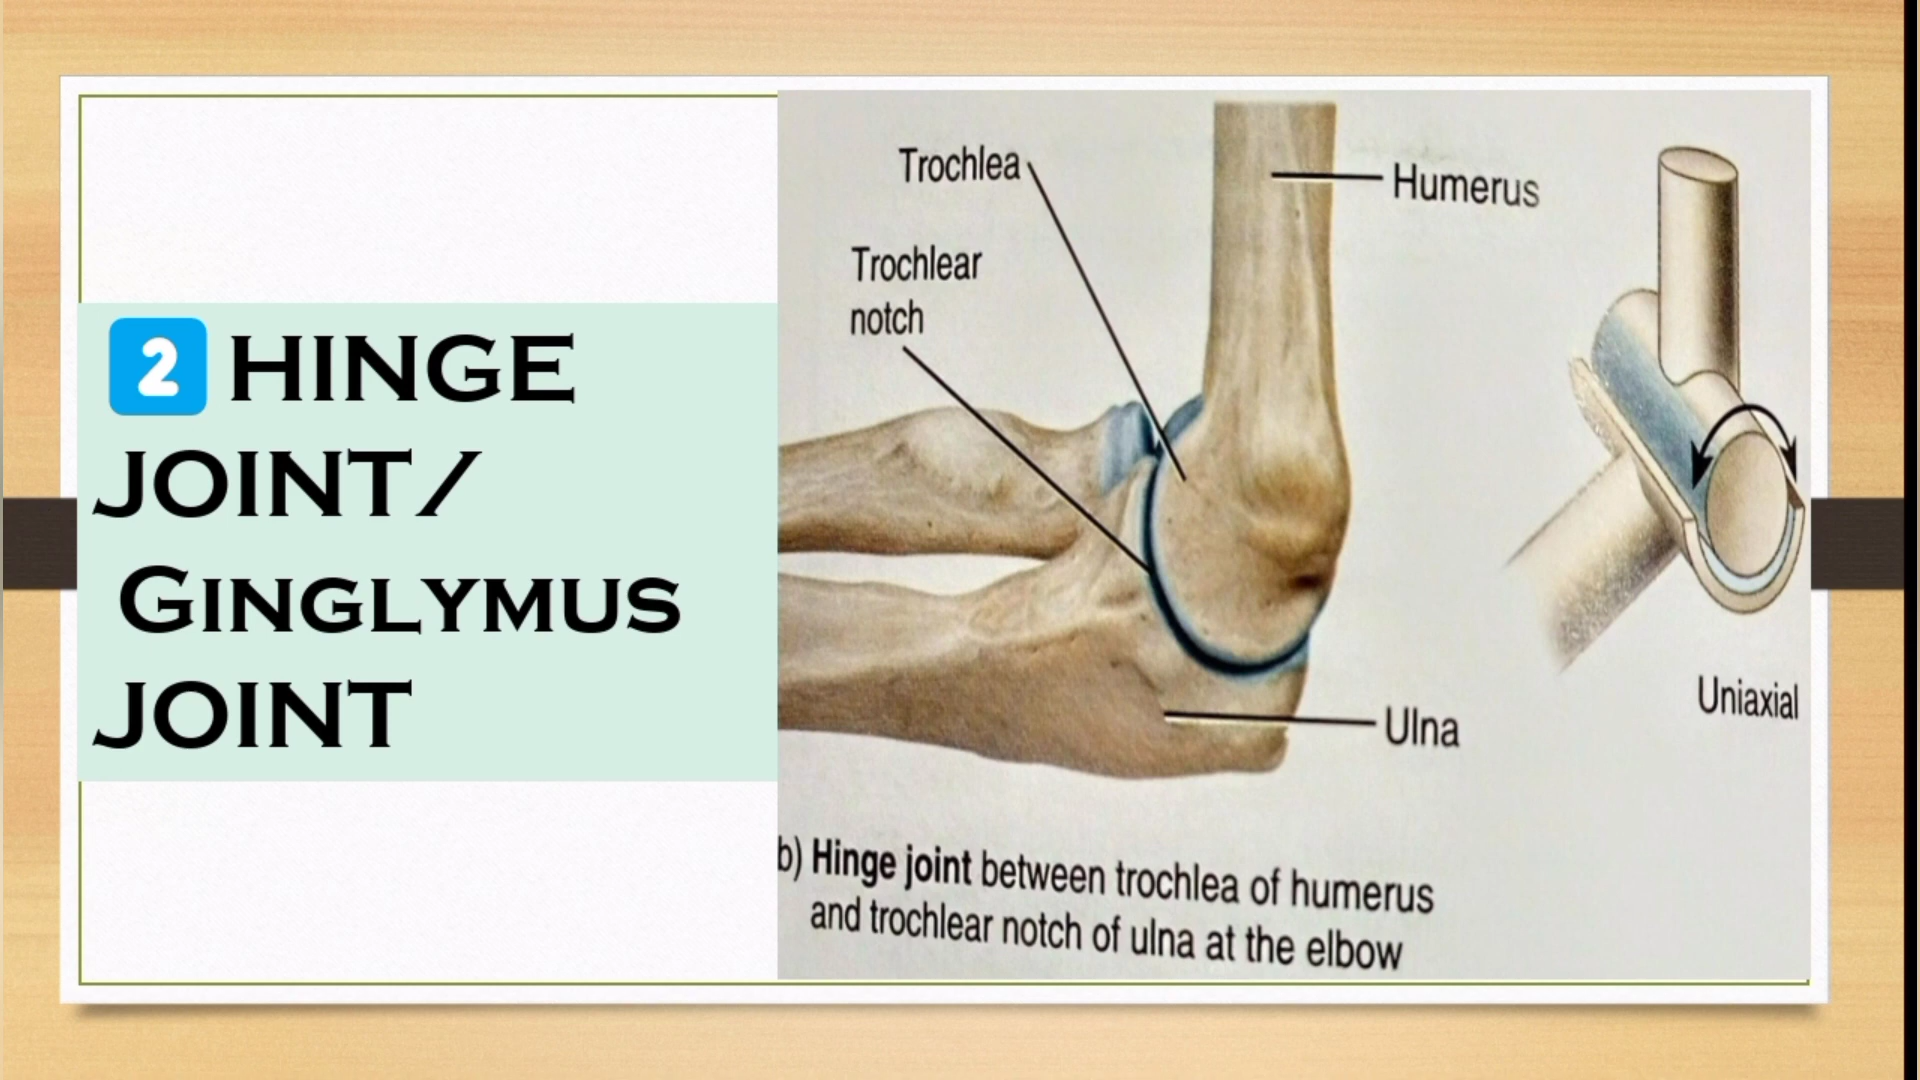 2 HINGE
JOINT/
GINGLYMUS
JOINT
Trochlea
Humerus
Trochlear
notch
Ulna
Uniaxial
b) Hinge joint between trochlea of humerus
and trochlear notch of ulna at the elbow